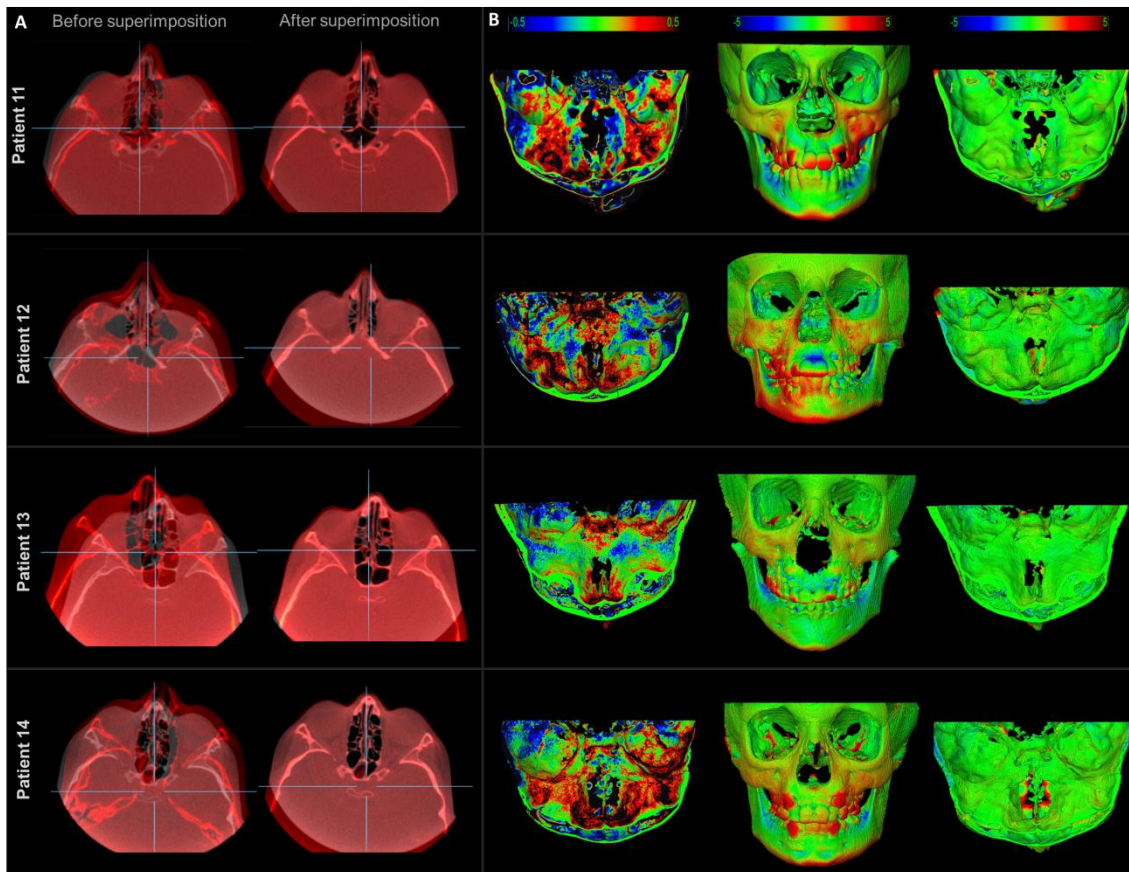 A Before superimposition After superimposition B -0.5 0.5 -5 5 -5 5
Patient 11
Patient 12
Patient 13
Patient 14